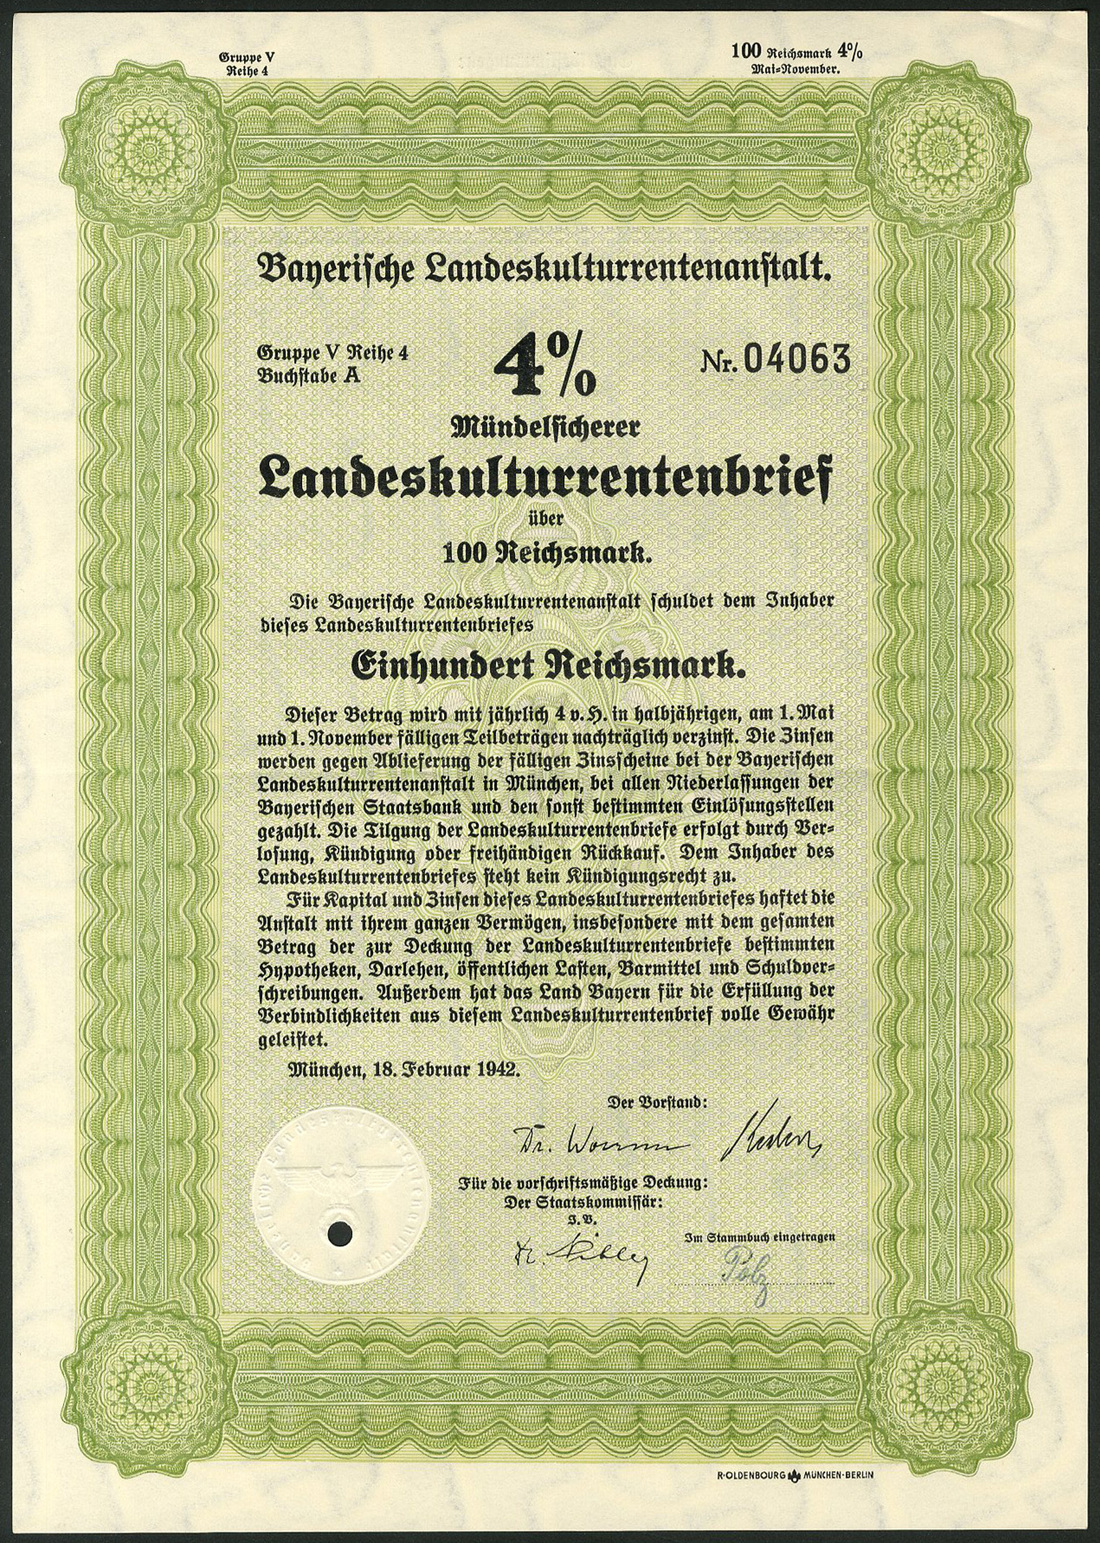 Gruppe V
Reihe 4
100 Reichsmark 4%
Mai=November.
Bayerische Landeskulturrentenanstalt.
Gruppe V Reihe 4
Buchstabe A
4%
Nr. 04063
Mündelsicherer
Landeskulturrentenbrief
über
100 Reichsmark.
Die Bayerische Landeskulturrentenanstalt schuldet dem Inhaber
dieses Landeskulturrentenbriefes
Einhundert Reichsmark.
Dieser Betrag wird mit jährlich 4 v.H. in halbjährigen, am 1. Mai
und 1. November fälligen Teilbeträgen nachträglich verzinst. Die Zinsen
werden gegen Ablieferung der fälligen Zinsscheine bei der Bayerischen
Landeskulturrentenanstalt in München, bei allen Niederlassungen der
Bayerischen Staatsbank und den sonst bestimmten Einlösungsstellen
gezahlt. Die Tilgung der Landeskulturrentenbriefe erfolgt durch Ver=
losung, Kündigung oder freihändigen Rückkauf. Dem Inhaber des
Landeskulturrentenbriefes steht kein Kündigungsrecht zu.
Für Kapital und Zinsen dieses Landeskulturrentenbriefes haftet die
Anstalt mit ihrem ganzen Vermögen, insbesondere mit dem gesamten
Betrag der zur Deckung der Landeskulturrentenbriefe bestimmten
Hypotheken, Darlehen, öffentlichen Lasten, Barmittel und Schuldver=
schreibungen. Außerdem hat das Land Bayern für die Erfüllung der
Verbindlichkeiten aus diesem Landeskulturrentenbrief volle Gewähr
geleistet.
München, 18. Februar 1942.
Der Vorstand:
Dr.
Für die vorschriftsmäßige Deckung:
Der Staatskommissär:
I.V.
Dr.
Im Stammbuch eingetragen
Polz
R·OLDENBOURG MÜNCHEN·BERLIN